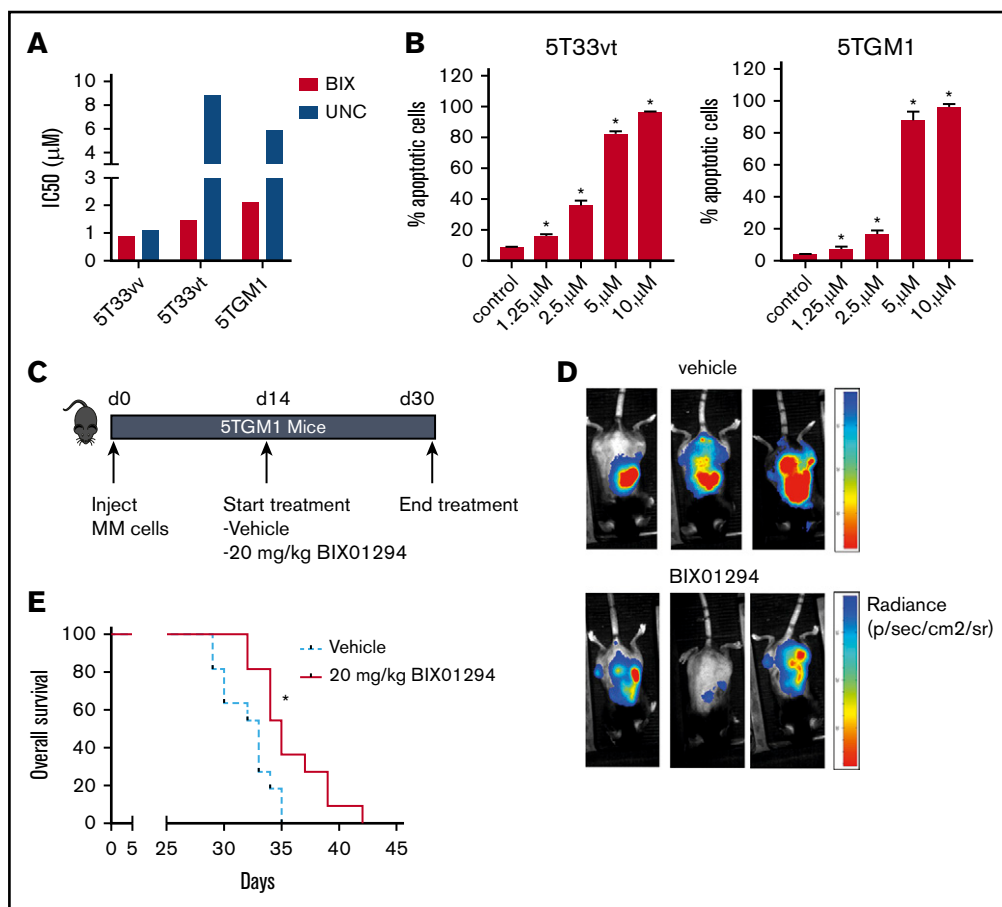 A
IC50 (μM)
10
8
6
4
3
2
1
0
BIX
UNC
5T33vv
5T33vt
5TGM1
B
5T33vt
% apoptotic cells
120
100
80
60
40
20
0
*
*
*
*
control
1.25,μM
2.5,μM
5,μM
10,μM
5TGM1
% apoptotic cells
120
100
80
60
40
20
0
*
*
*
*
control
1.25,μM
2.5,μM
5,μM
10,μM
C
d0 d14 d30
5TGM1 Mice
Inject
MM cells
Start treatment
-Vehicle
-20 mg/kg BIX01294
End treatment
D
vehicle
BIX01294
Radiance
(p/sec/cm2/sr)
E
Overall survival
100
80
60
40
20
0
Vehicle
20 mg/kg BIX01294
*
0 5 25 30 35 40 45
Days